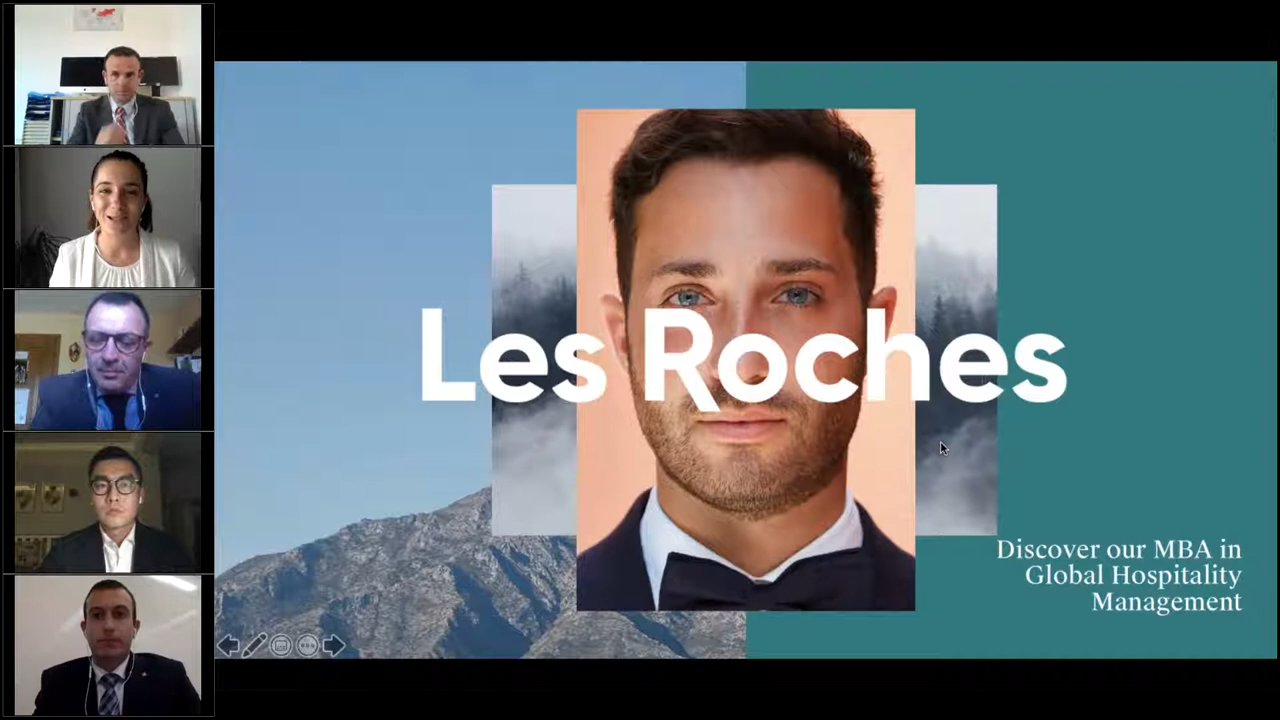 Les Roches
Discover our MBA in
Global Hospitality
Management